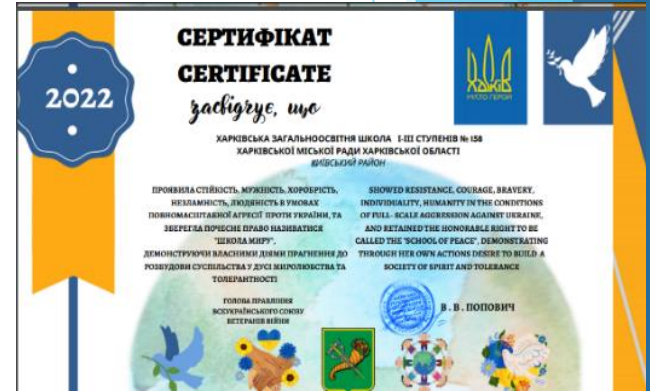 СЕРТИФІКАТ
CERTIFICATE
засвідчує, що
2022
ХАРКІВ
МІСТО ГЕРОЙ
ХАРКІВСЬКА ЗАГАЛЬНООСВІТНЯ ШКОЛА І-ІІІ СТУПЕНІВ № 158
ХАРКІВСЬКОЇ МІСЬКОЇ РАДИ ХАРКІВСЬКОЇ ОБЛАСТІ
КИЇВСЬКИЙ РАЙОН
ПРОЯВИЛА СТІЙКІСТЬ, МУЖНІСТЬ, ХОРОБРІСТЬ,
НЕЗЛАМНІСТЬ, ЛЮДЯНІСТЬ В УМОВАХ
ПОВНОМАСШТАБНОЇ АГРЕСІЇ ПРОТИ УКРАЇНИ, ТА
ЗБЕРЕГЛА ПОЧЕСНЕ ПРАВО НАЗИВАТИСЯ
"ШКОЛА МИРУ",
ДЕМОНСТРУЮЧИ ВЛАСНИМИ ДІЯМИ ПРАГНЕННЯ ДО
РОЗБУДОВИ СУСПІЛЬСТВА У ДУСІ МИРОЛЮБСТВА ТА
ТОЛЕРАНТНОСТІ
SHOWED RESISTANCE, COURAGE, BRAVERY,
INDIVIDUALITY, HUMANITY IN THE CONDITIONS
OF FULL- SCALE AGGRESSION AGAINST UKRAINE,
AND RETAINED THE HONORABLE RIGHT TO BE
CALLED THE "SCHOOL OF PEACE", DEMONSTRATING
THROUGH HER OWN ACTIONS DESIRE TO BUILD A
SOCIETY OF SPIRIT AND TOLERANCE
ГОЛОВА ПРАВЛІННЯ
ВСЕУКРАЇНСЬКОГО СОЮЗУ
ВЕТЕРАНІВ ВІЙНИ
В . В . ПОПОВИЧ